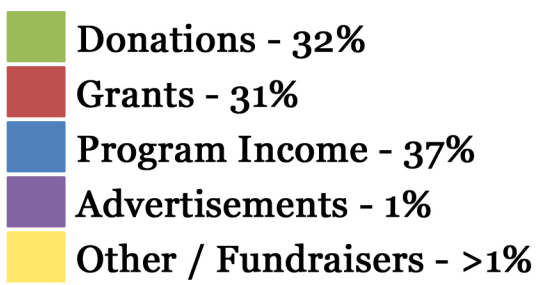 Donations - 32%
Grants - 31%
Program Income - 37%
Advertisements - 1%
Other / Fundraisers - >1%